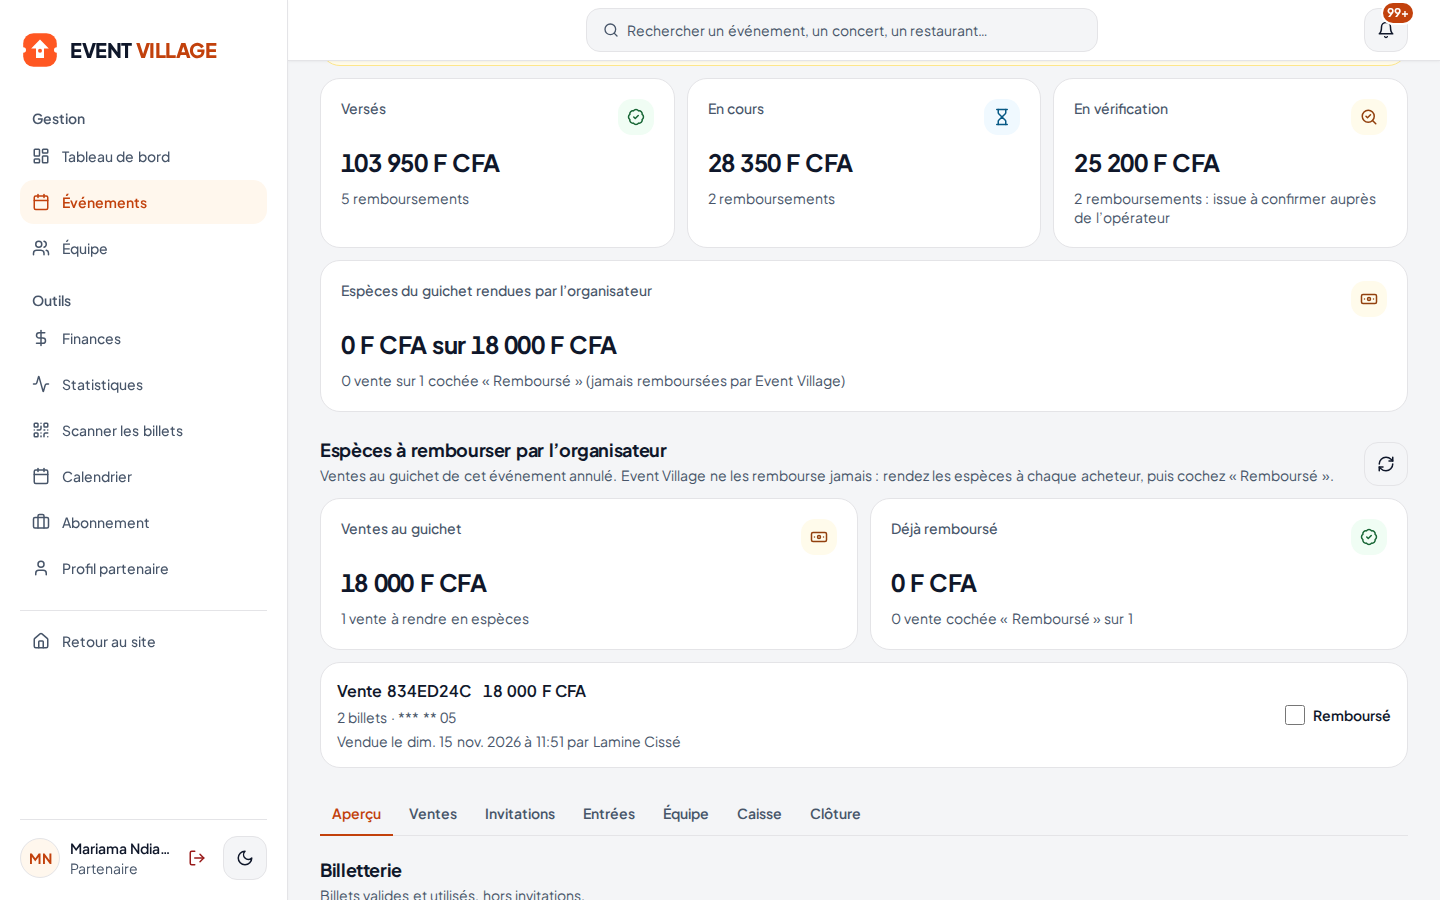 EVENT VILLAGE
Rechercher un événement, un concert, un restaurant…
99+
Gestion
Tableau de bord
Événements
Équipe
Outils
Finances
Statistiques
Scanner les billets
Calendrier
Abonnement
Profil partenaire
Retour au site
MN
Mariama Ndia…
Partenaire
Versés
103 950 F CFA
5 remboursements
En cours
28 350 F CFA
2 remboursements
En vérification
25 200 F CFA
2 remboursements : issue à confirmer auprès
de l’opérateur
Espèces du guichet rendues par l’organisateur
0 F CFA sur 18 000 F CFA
0 vente sur 1 cochée « Remboursé » (jamais remboursées par Event Village)
Espèces à rembourser par l’organisateur
Ventes au guichet de cet événement annulé. Event Village ne les rembourse jamais : rendez les espèces à chaque acheteur, puis cochez « Remboursé ».
Ventes au guichet
18 000 F CFA
1 vente à rendre en espèces
Déjà remboursé
0 F CFA
0 vente cochée « Remboursé » sur 1
Vente 834ED24C 18 000 F CFA
2 billets · *** ** 05
Vendue le dim. 15 nov. 2026 à 11:51 par Lamine Cissé
Remboursé
Aperçu Ventes Invitations Entrées Équipe Caisse Clôture
Billetterie
Billets valides et utilisés, hors invitations.